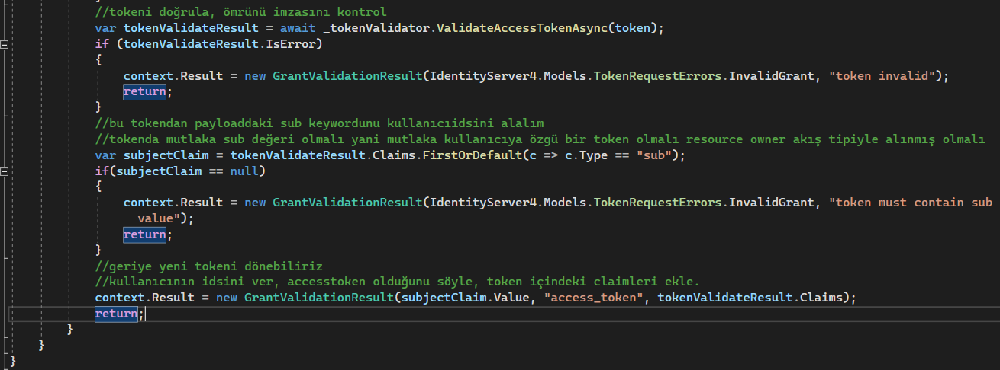 //tokeni doğrula, ömrünü imzasını kontrol
var tokenValidateResult = await _tokenValidator.ValidateAccessTokenAsync(token);
if (tokenValidateResult.IsError)
{
context.Result = new GrantValidationResult(IdentityServer4.Models.TokenRequestErrors.InvalidGrant, "token invalid");
return;
}
//bu tokendan payloaddaki sub keywordunu kullanıcıidsini alalım
//tokenda mutlaka sub değeri olmalı yani mutlaka kullanıcıya özgü bir token olmalı resource owner akış tipiyle alınmış olmalı
var subjectClaim = tokenValidateResult.Claims.FirstOrDefault(c => c.Type == "sub");
if(subjectClaim == null)
{
context.Result = new GrantValidationResult(IdentityServer4.Models.TokenRequestErrors.InvalidGrant, "token must contain sub
value");
return;
}
//geriye yeni tokeni dönebiliriz
//kullanıcının idsini ver, accesstoken olduğunu söyle, token içindeki claimleri ekle.
context.Result = new GrantValidationResult(subjectClaim.Value, "access_token", tokenValidateResult.Claims);
return;
}
}
}